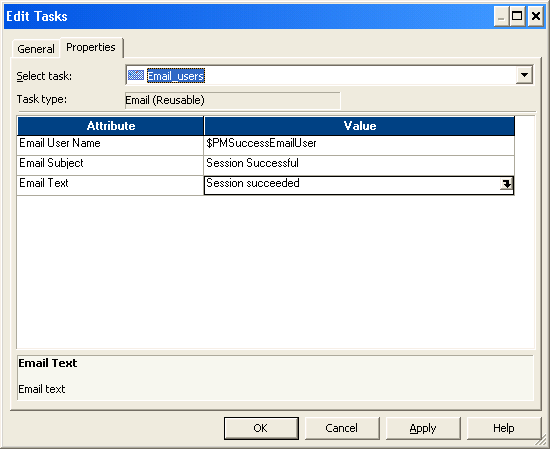 Edit Tasks
General Properties
Select task: Email_users
Task type: Email (Reusable)
Attribute Value
Email User Name $PMSuccessEmailUser
Email Subject Session Successful
Email Text Session succeeded
Email Text
Email text
OK Cancel Apply Help